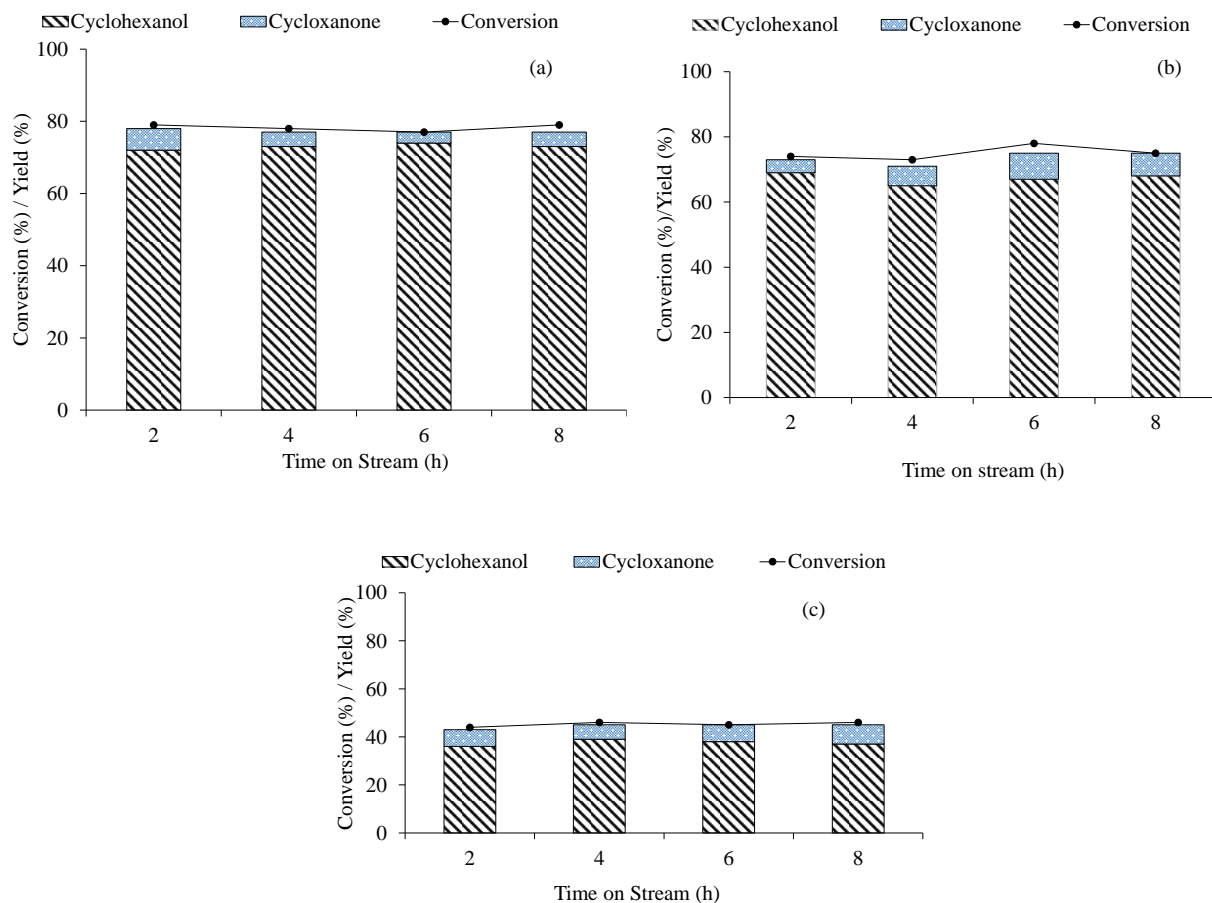 Cyclohexanol Cycloxanone Conversion
(a)
100
80
60
40
20
0
Conversion (%) / Yield (%)
2 4 6 8
Time on Stream (h)
Cyclohexanol Cycloxanone Conversion
(b)
100
80
60
40
20
0
Converion (%)/Yield (%)
2 4 6 8
Time on stream (h)
Cyclohexanol Cycloxanone Conversion
(c)
100
80
60
40
20
0
Conversion (%) / Yield (%)
2 4 6 8
Time on Stream (h)